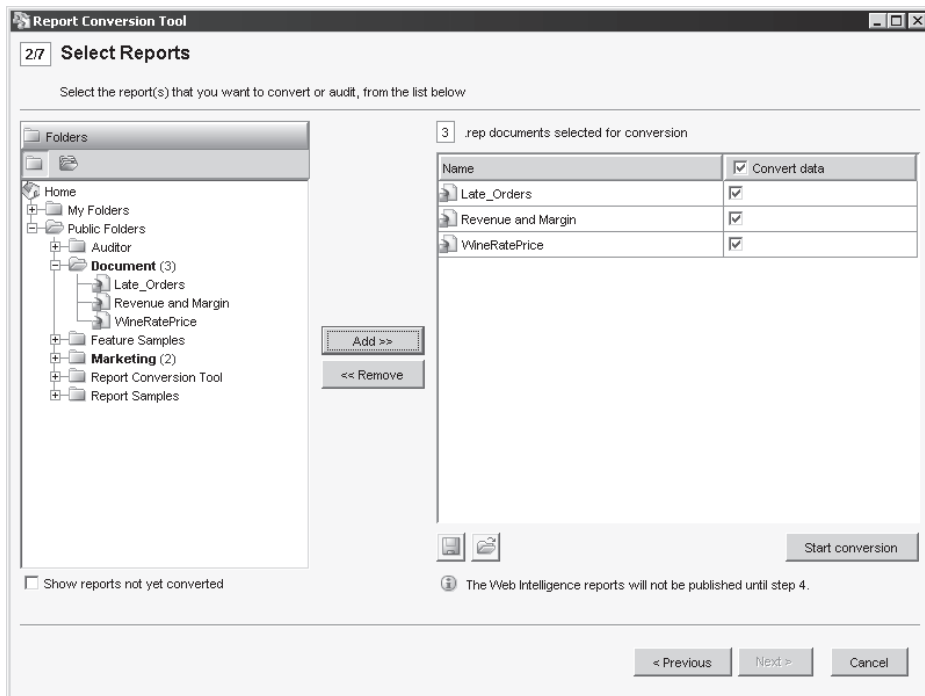 Report Conversion Tool
2/7 Select Reports
Select the report(s) that you want to convert or audit, from the list below
Folders
Home
My Folders
Public Folders
Auditor
Document (3)
Late_Orders
Revenue and Margin
WineRatePrice
Feature Samples
Marketing (2)
Report Conversion Tool
Report Samples
Show reports not yet converted
Add >>
<< Remove
3 .rep documents selected for conversion
Name Convert data
Late_Orders
Revenue and Margin
WineRatePrice
Start conversion
The Web Intelligence reports will not be published until step 4.
< Previous Next > Cancel